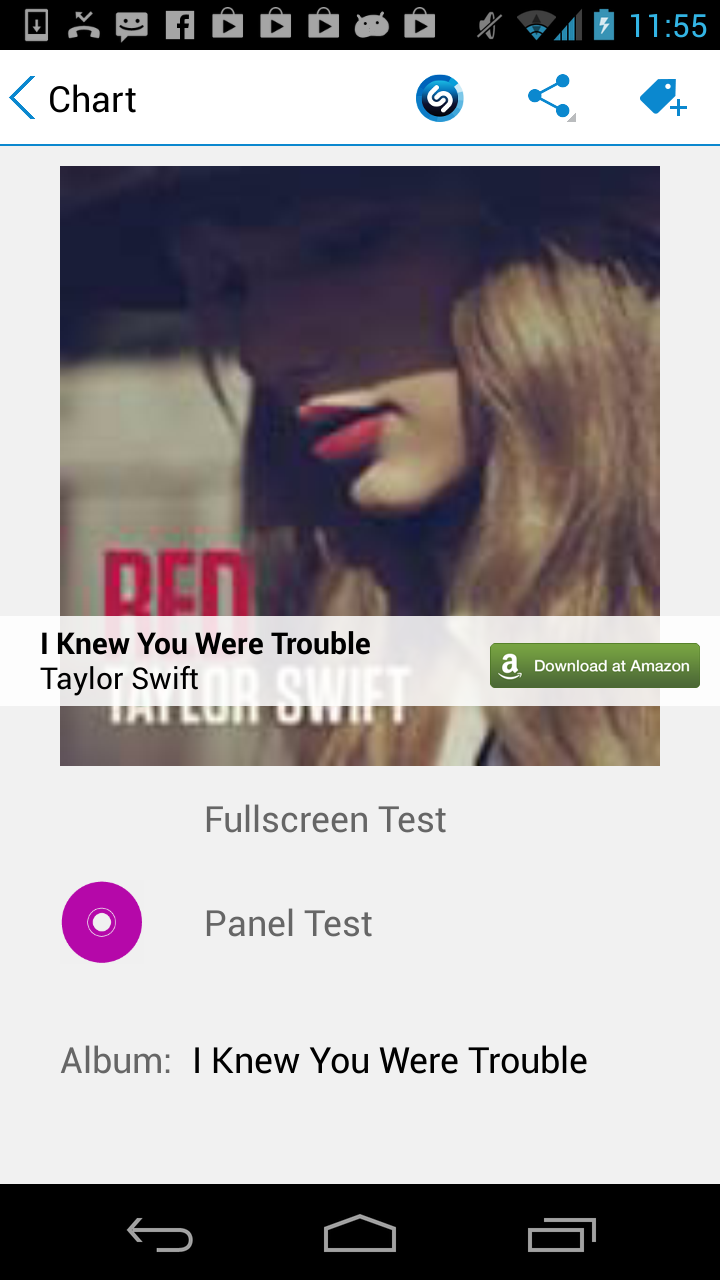 11:55
Chart
RED
I Knew You Were Trouble
Taylor Swift
a Download at Amazon
TAYLOR SWIFT
Fullscreen Test
Panel Test
Album: I Knew You Were Trouble